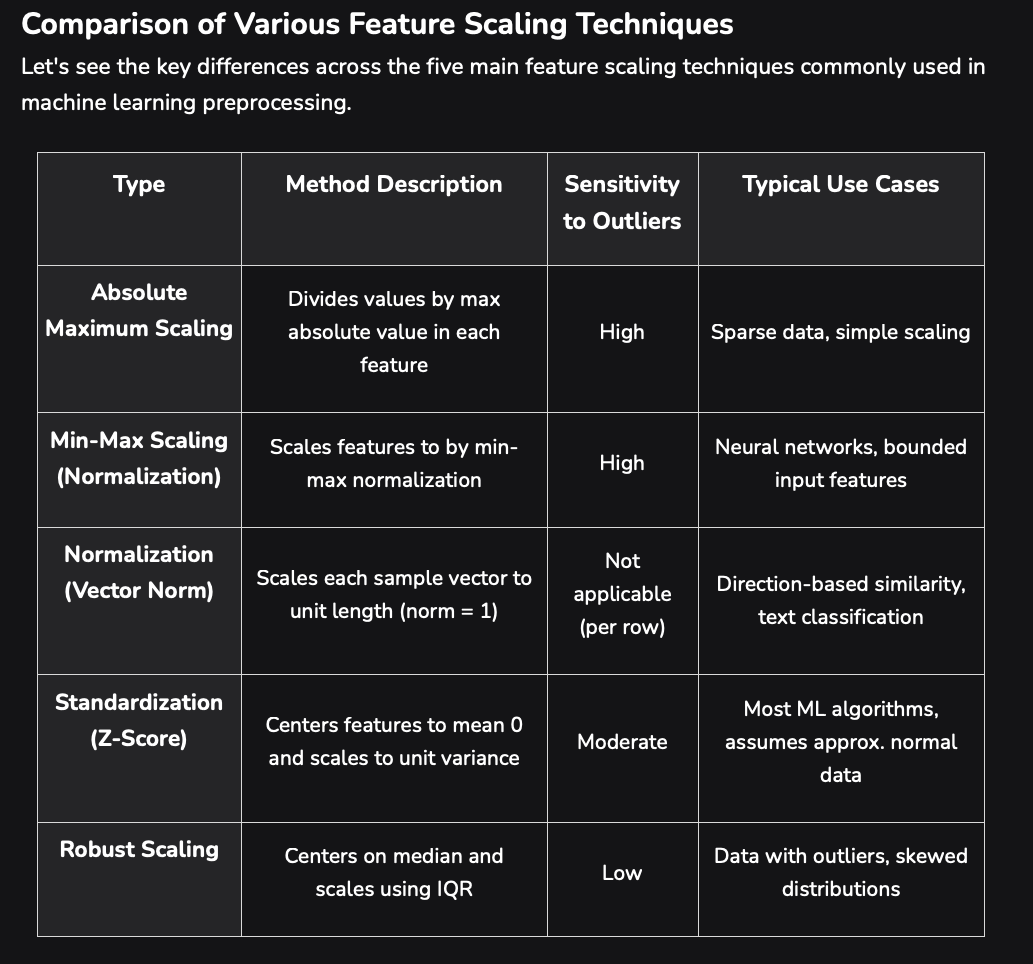 Comparison of Various Feature Scaling Techniques
Let's see the key differences across the five main feature scaling techniques commonly used in
machine learning preprocessing.
Type
Method Description
Sensitivity
to Outliers
Typical Use Cases
Absolute
Maximum Scaling
Divides values by max
absolute value in each
feature
High
Sparse data, simple scaling
Min-Max Scaling
(Normalization)
Scales features to by min-
max normalization
High
Neural networks, bounded
input features
Normalization
(Vector Norm)
Scales each sample vector to
unit length (norm = 1)
Not
applicable
(per row)
Direction-based similarity,
text classification
Standardization
(Z-Score)
Centers features to mean 0
and scales to unit variance
Moderate
Most ML algorithms,
assumes approx. normal
data
Robust Scaling
Centers on median and
scales using IQR
Low
Data with outliers, skewed
distributions